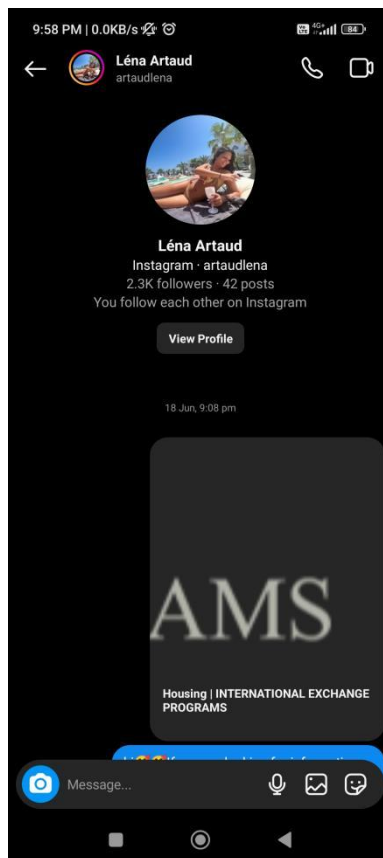 9:58 PM | 0.0KB/s
4G+
84
Léna Artaud
artaudlena
Léna Artaud
Instagram · artaudlena
2.3K followers · 42 posts
You follow each other on Instagram
View Profile
18 Jun, 9:08 pm
AMS
Housing | INTERNATIONAL EXCHANGE
PROGRAMS
Message...